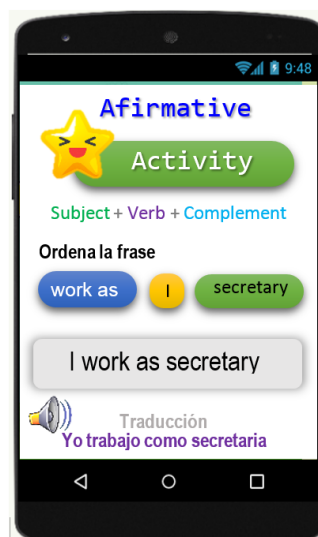 9:48
Afirmative
Activity
Subject + Verb + Complement
Ordena la frase
work as I secretary
I work as secretary
Traducción
Yo trabajo como secretaria